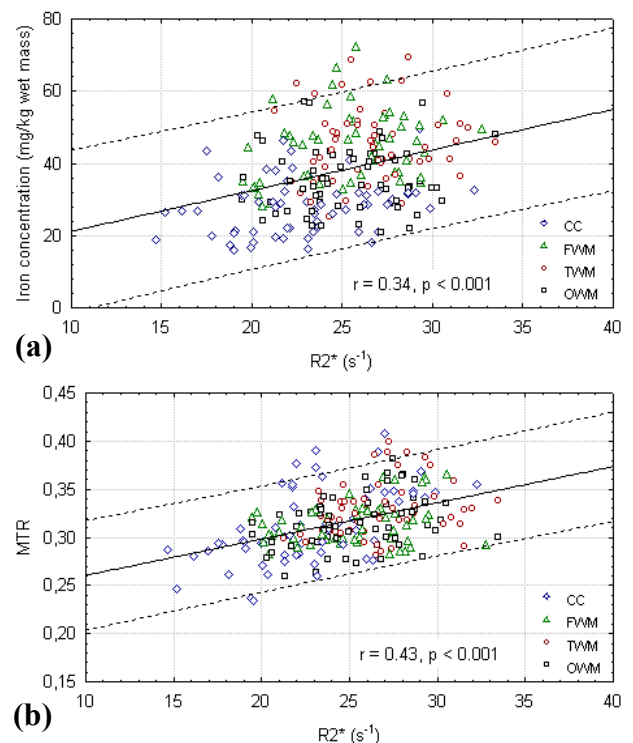 80
60
40
20
0
Iron concentration (mg/kg wet mass)
CC
FWM
TWM
OWM
r = 0.34, p < 0.001
10 15 20 25 30 35 40
R2* (s⁻¹)
(a)
0,45
0,40
0,35
0,30
0,25
0,20
0,15
MTR
CC
FWM
TWM
OWM
r = 0.43, p < 0.001
10 15 20 25 30 35 40
R2* (s⁻¹)
(b)